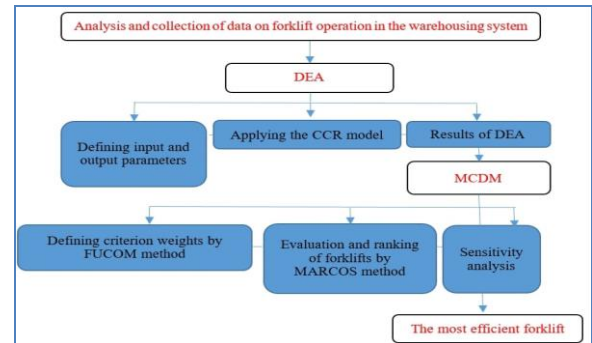 Analysis and collection of data on forklift operation in the warehousing system
DEA
Defining input and
output parameters
Applying the CCR model
Results of DEA
MCDM
Defining criterion weights by
FUCOM method
Evaluation and ranking
of forklifts by
MARCOS method
Sensitivity
analysis
The most efficient forklift